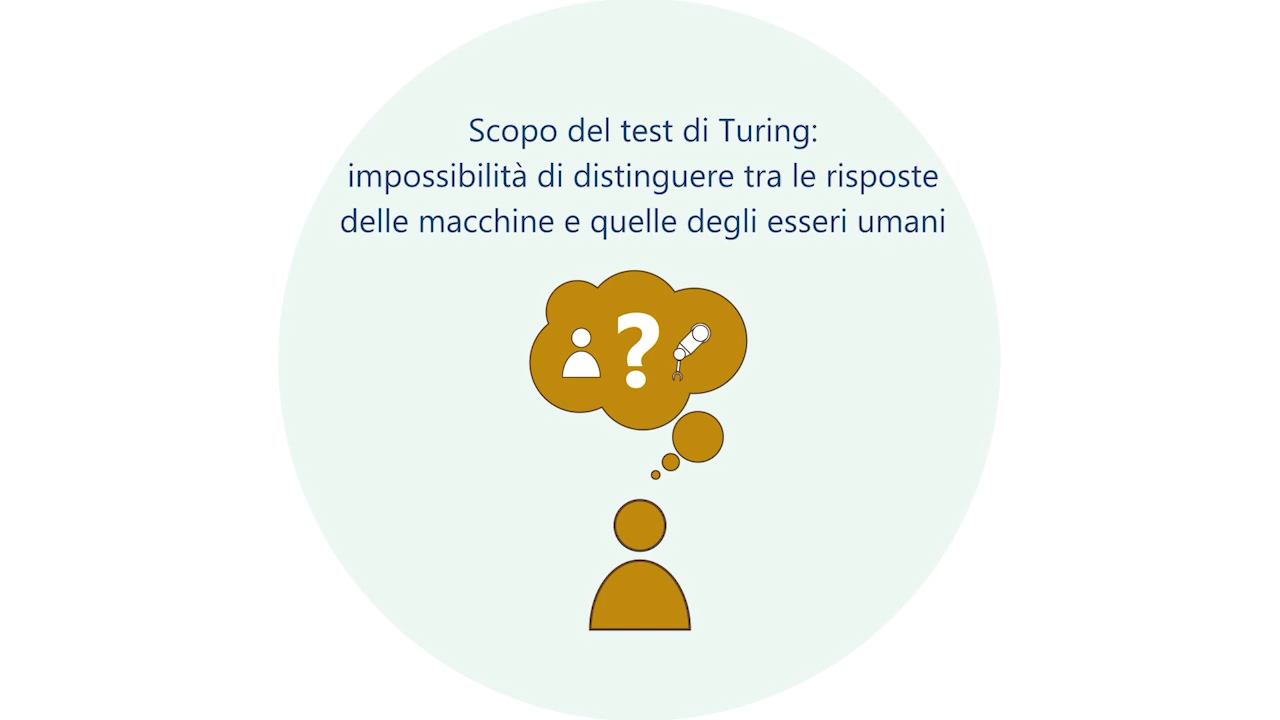 Scopo del test di Turing:
impossibilità di distinguere tra le risposte
delle macchine e quelle degli esseri umani
?